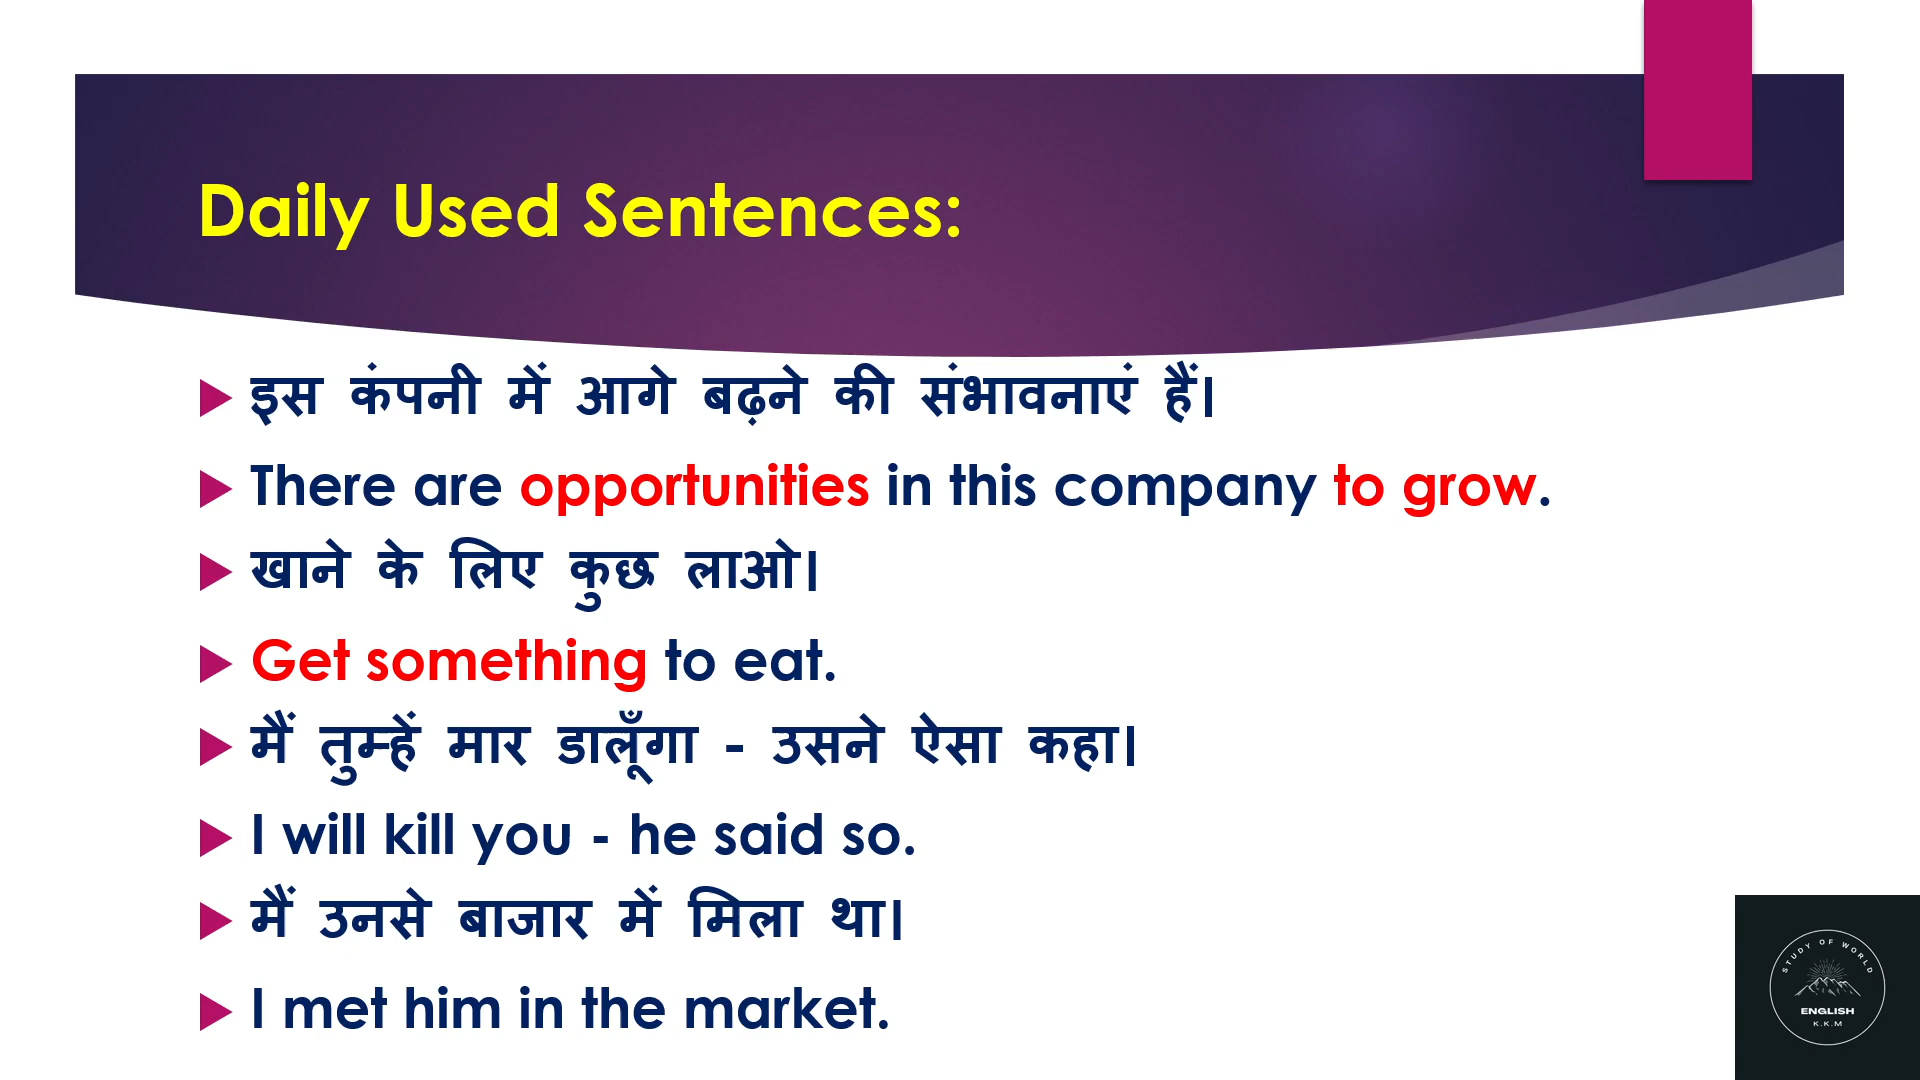 Daily Used Sentences:
इस कंपनी में आगे बढ़ने की संभावनाएं हैं।
There are opportunities in this company to grow.
खाने के लिए कुछ लाओ।
Get something to eat.
मैं तुम्हें मार डालूँगा - उसने ऐसा कहा।
I will kill you - he said so.
मैं उनसे बाजार में मिला था।
I met him in the market.
STUDY OF WORLD
ENGLISH
K.K.M